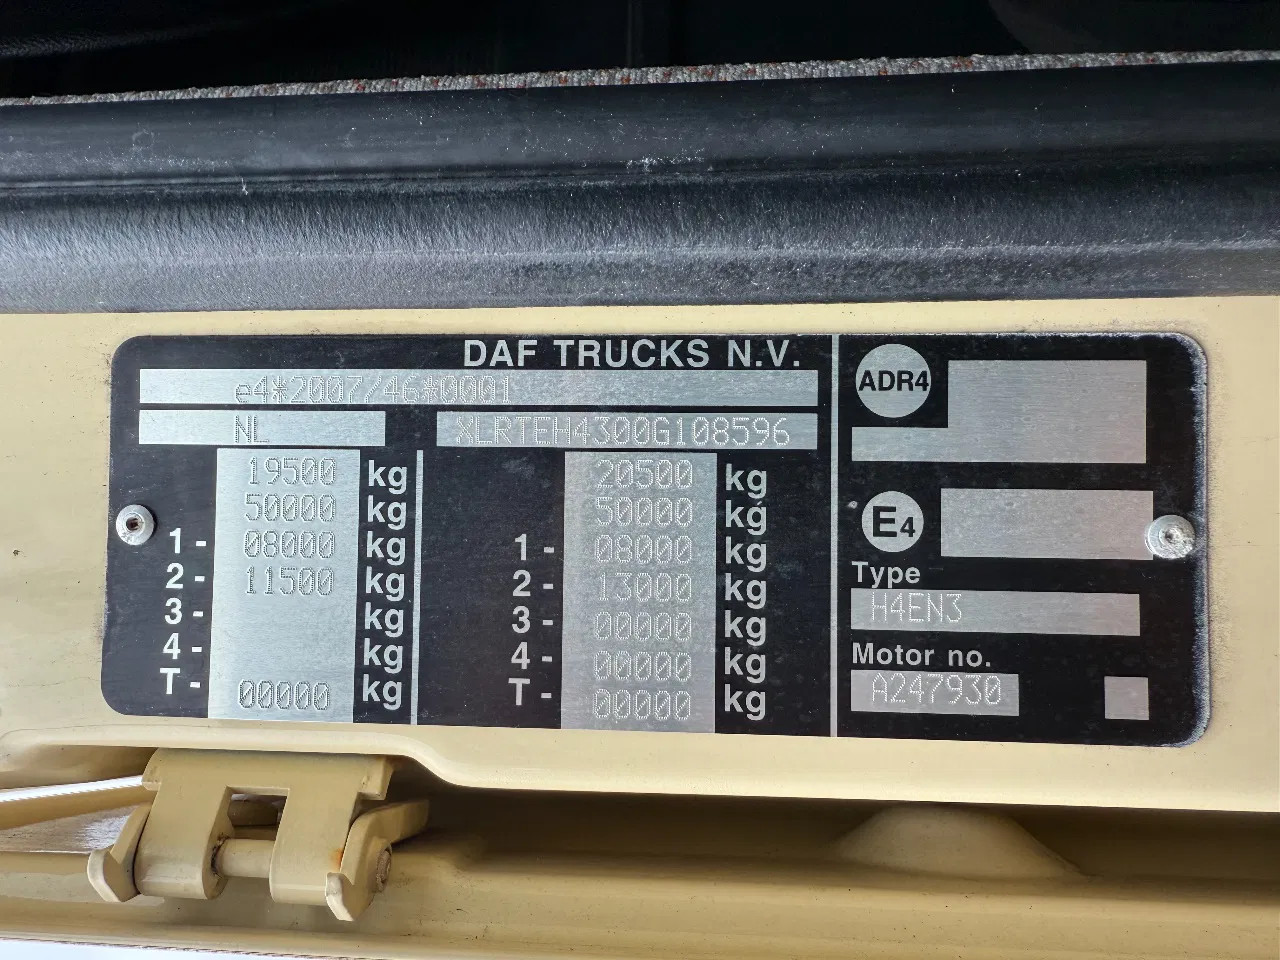 DAF TRUCKS N.V.
e4*2007/46*0001
NL XLRTEH4300G108596
19500 kg 20500 kg
50000 kg 50000 kg
1- 08000 kg 1- 08000 kg
2- 11500 kg 2- 13000 kg
3- kg 3- 00000 kg
4- kg 4- 00000 kg
T- 00000 kg T- 00000 kg
ADR4
E4
Type
H4EN3
Motor no.
A247930